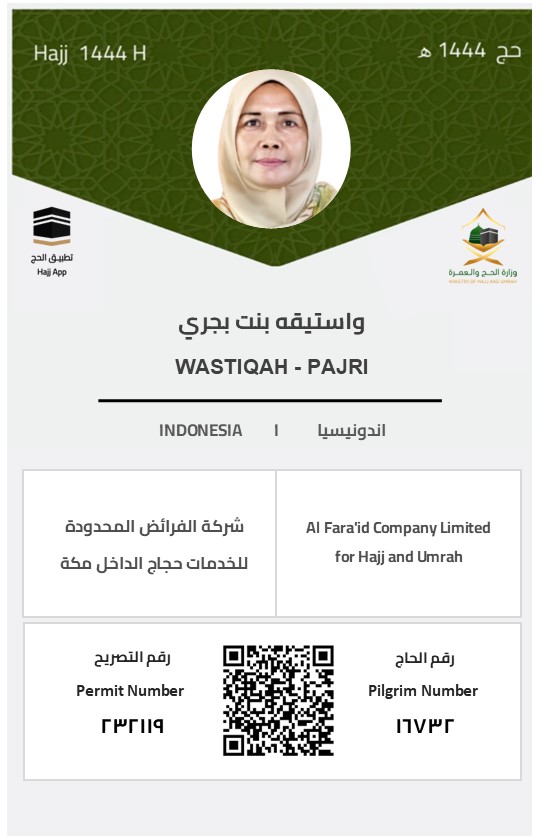 Hajj 1444 H
حج 1444 هـ
تطبيق الحج
Hajj App
وزارة الحج والعمرة
MINISTRY OF HAJJ AND UMRAH
واستيقه بنت بجري
WASTIQAH - PAJRI
INDONESIA | اندونيسيا
شركة الفرائض المحدودة
للخدمات حجاج الداخل مكة
Al Fara'id Company Limited
for Hajj and Umrah
رقم التصريح
Permit Number
٢٣٢١١٩
رقم الحاج
Pilgrim Number
١٦٧٣٢